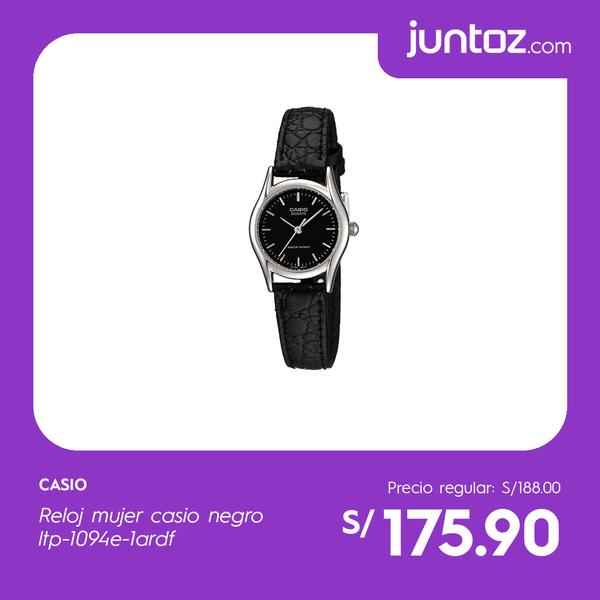 juntoz.com
CASIO
QUARTZ
WATER RESIST
CASIO
Reloj mujer casio negro
ltp-1094e-1ardf
Precio regular: S/188.00
S/175.90